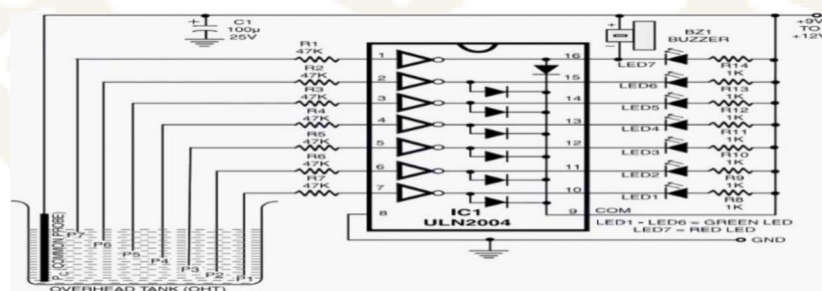 C1
100µ
25V
+9V
TO
+12V
BZ1
BUZZER
R1
47K
R2
47K
R3
47K
R4
47K
R5
47K
R6
47K
R7
47K
1
2
3
4
5
6
7
8
16
15
14
13
12
11
10
9
IC1
ULN2004
LED7
LED6
LED5
LED4
LED3
LED2
LED1
R14
1K
R13
1K
R12
1K
R11
1K
R10
1K
R9
1K
R8
1K
COM
LED1 - LED6 = GREEN LED
LED7 = RED LED
GND
(COMMON PROBE)
P7
P6
P5
P4
P3
P2
P1
OVERHEAD TANK (OHT)